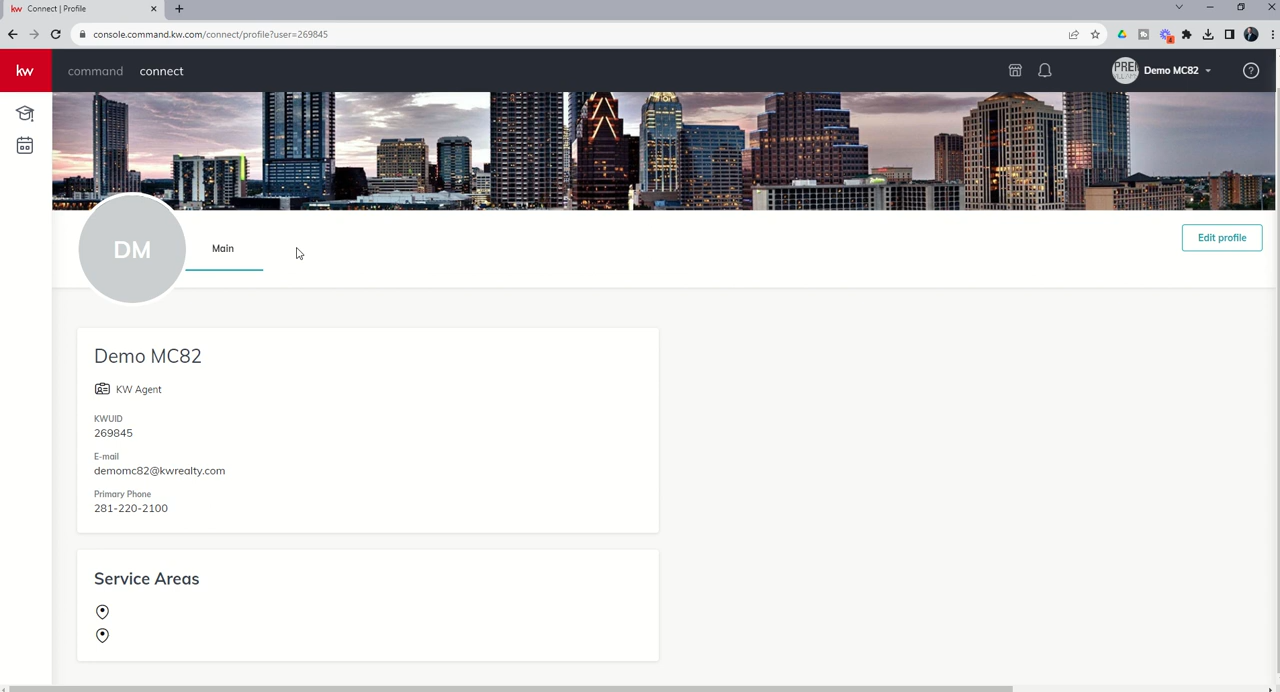 kw Connect | Profile
console.command.kw.com/connect/profile?user=269845
kw command connect
Demo MC82
DM
Main
Edit profile
Demo MC82
KW Agent
KWUID
269845
E-mail
demomc82@kwrealty.com
Primary Phone
281-220-2100
Service Areas